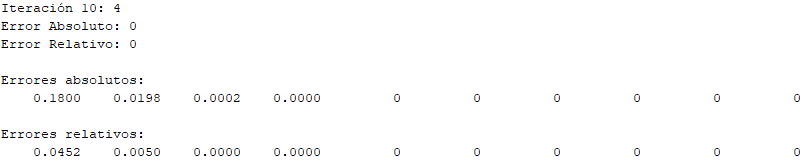 Iteración 10: 4
Error Absoluto: 0
Error Relativo: 0
Errores absolutos:
0.1800 0.0198 0.0002 0.0000 0 0 0 0 0 0
Errores relativos:
0.0452 0.0050 0.0000 0.0000 0 0 0 0 0 0